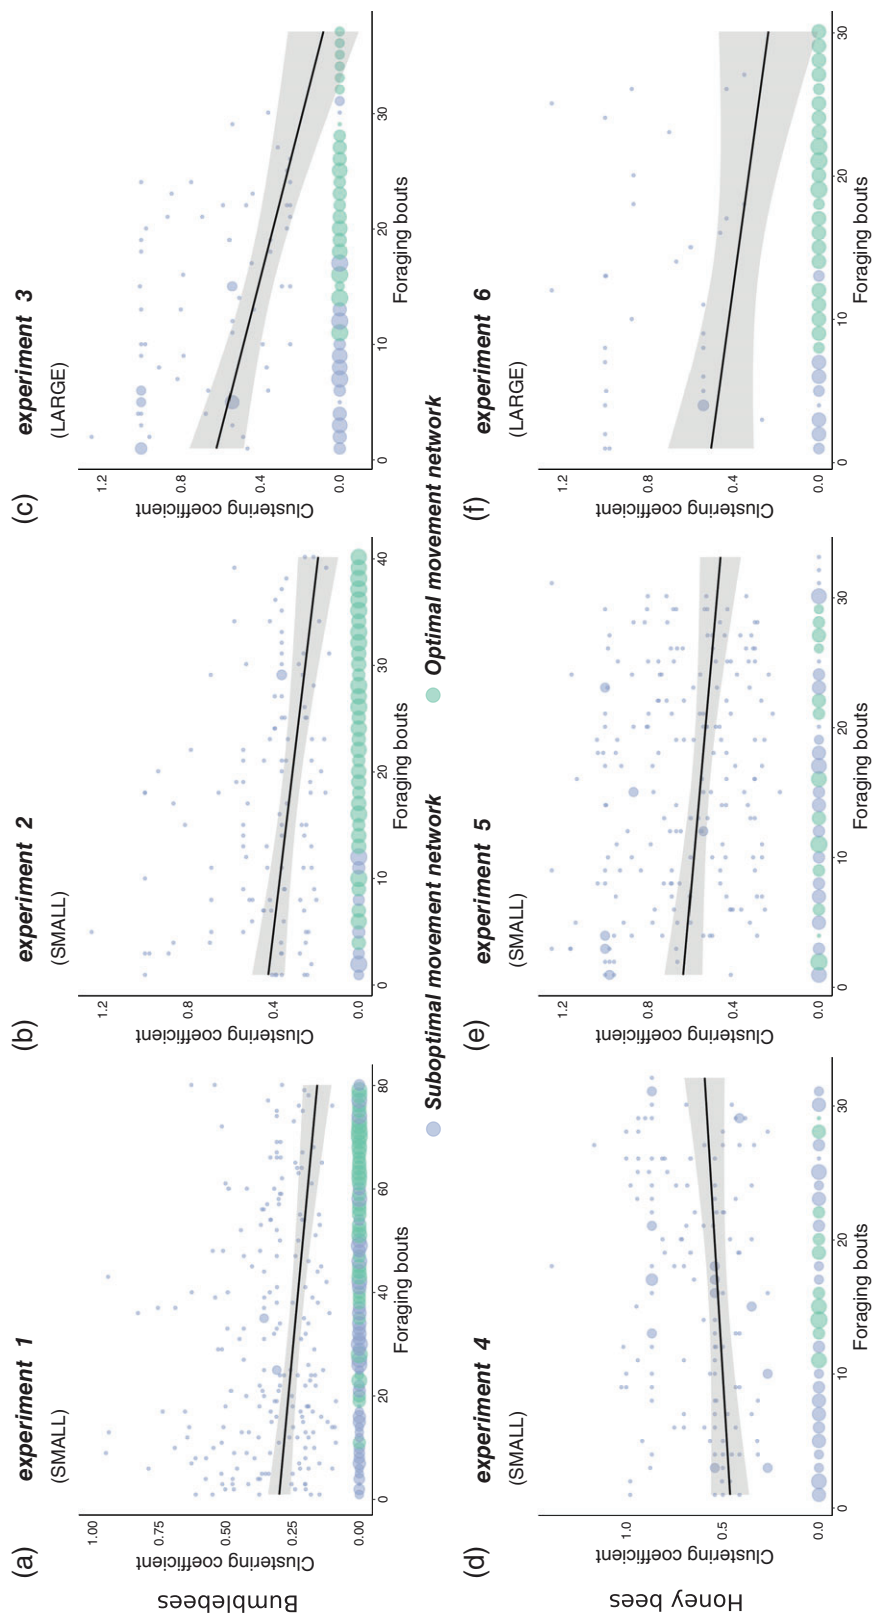 Bumblebees
(a)
experiment 1
(SMALL)
Clustering coefficient
1.00
0.75
0.50
0.25
0.00
0
20
40
60
80
Foraging bouts
(b)
experiment 2
(SMALL)
Clustering coefficient
1.2
0.8
0.4
0.0
0
10
20
30
40
Foraging bouts
(c)
experiment 3
(LARGE)
Clustering coefficient
1.2
0.8
0.4
0.0
0
10
20
30
Foraging bouts
Suboptimal movement network
Optimal movement network
Honey bees
(d)
experiment 4
(SMALL)
Clustering coefficient
1.0
0.5
0.0
0
10
20
30
Foraging bouts
(e)
experiment 5
(SMALL)
Clustering coefficient
1.2
0.8
0.4
0.0
0
10
20
30
Foraging bouts
(f)
experiment 6
(LARGE)
Clustering coefficient
1.2
0.8
0.4
0.0
0
10
20
30
Foraging bouts